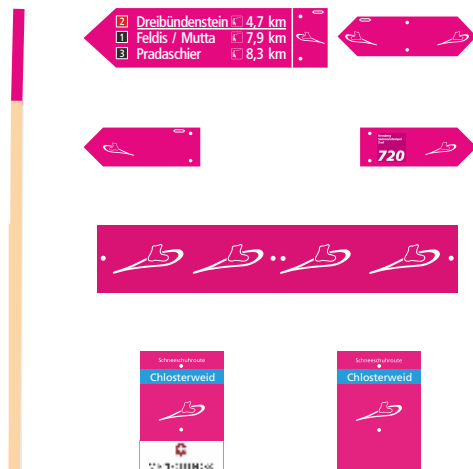 2 Dreibündenstein 4,7 km
1 Feldis / Mutta 7,9 km
3 Pradaschier 8,3 km
720
Schneeschuhroute
Chlosterweid
Schneeschuhroute
Chlosterweid